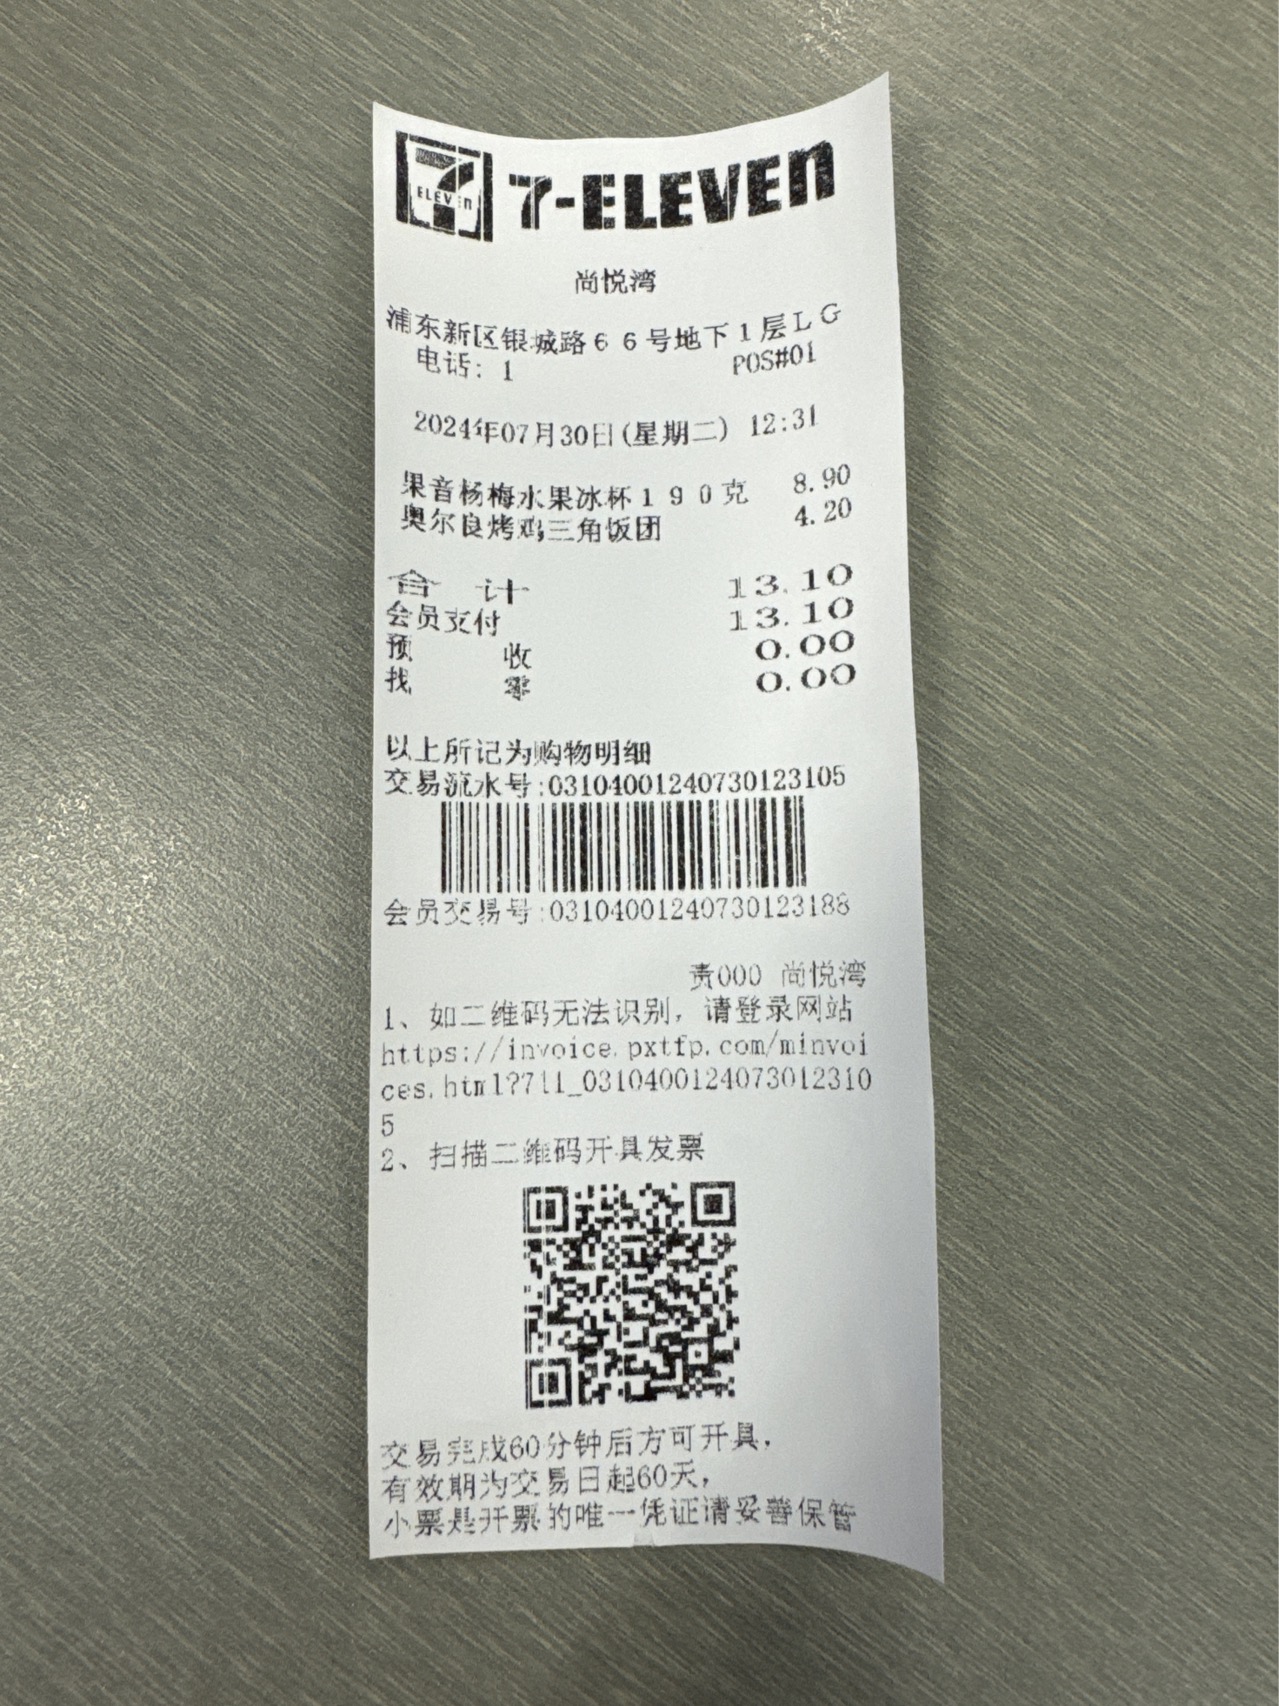 7
ELEVEn
7-ELEVEn
尚悦湾
浦东新区银城路66号地下1层LG
电话: 1 POS#01
2024年07月30日(星期二) 12:31
果音杨梅水果冰杯190克 8.90
奥尔良烤鸡三角饭团 4.20
合 计 13.10
会员支付 13.10
预 收 0.00
找 零 0.00
以上所记为购物明细
交易流水号:03104001240730123105
会员交易号:03104001240730123188
责000 尚悦湾
1、如二维码无法识别，请登录网站
https://invoice.pxtfp.com/minvoi
ces.html?711_0310400124073012310
5
2、扫描二维码开具发票
交易完成60分钟后方可开具，
有效期为交易日起60天，
小票是开票的唯一凭证请妥善保管